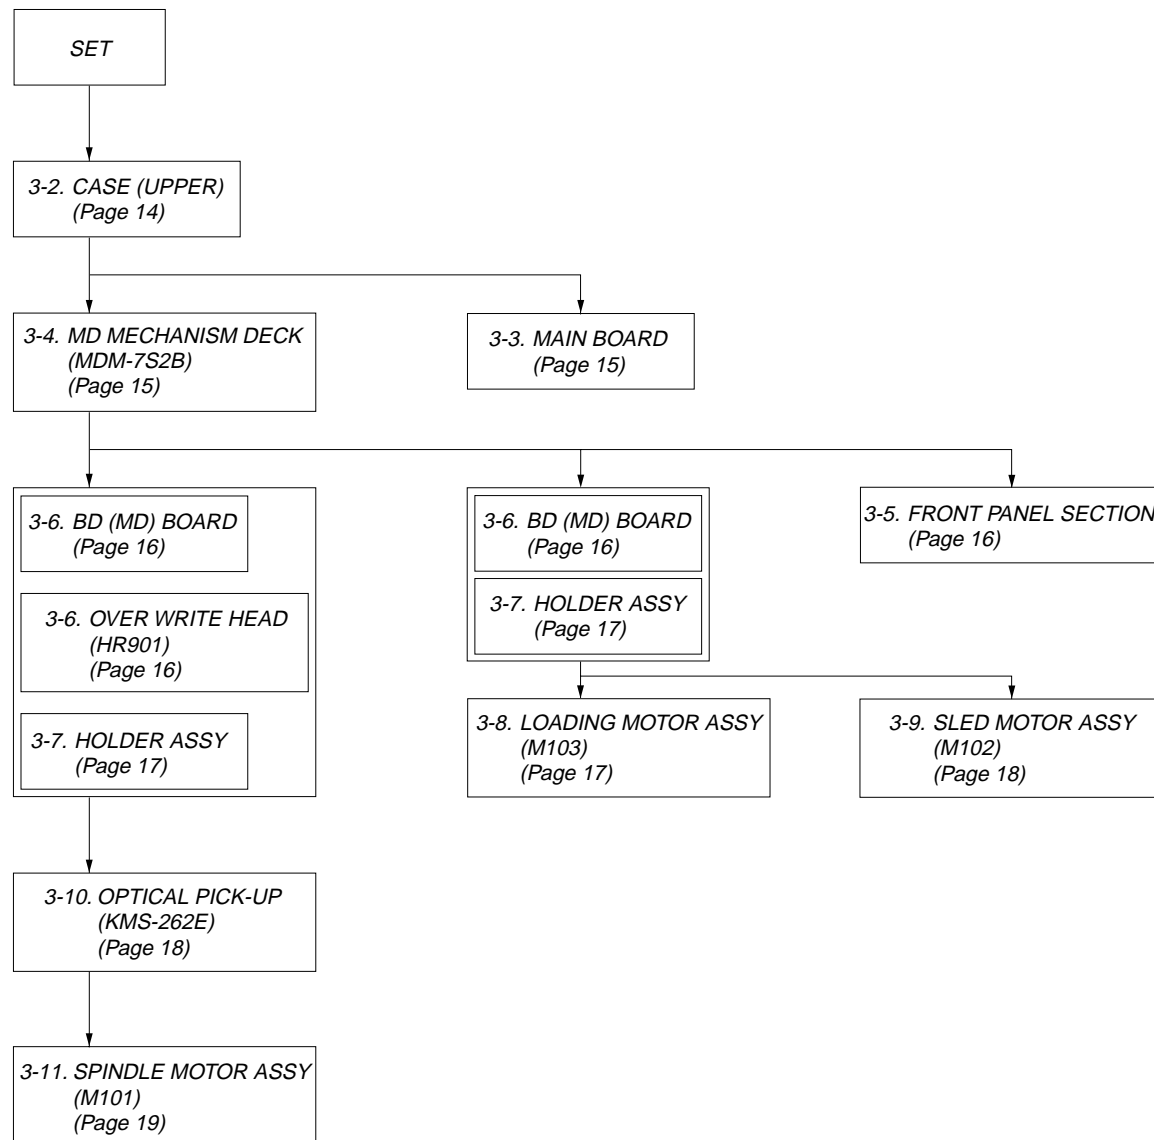 SET
3-2. CASE (UPPER)
(Page 14)
3-4. MD MECHANISM DECK
(MDM-7S2B)
(Page 15)
3-3. MAIN BOARD
(Page 15)
3-6. BD (MD) BOARD
(Page 16)
3-6. OVER WRITE HEAD
(HR901)
(Page 16)
3-7. HOLDER ASSY
(Page 17)
3-6. BD (MD) BOARD
(Page 16)
3-7. HOLDER ASSY
(Page 17)
3-5. FRONT PANEL SECTION
(Page 16)
3-8. LOADING MOTOR ASSY
(M103)
(Page 17)
3-9. SLED MOTOR ASSY
(M102)
(Page 18)
3-10. OPTICAL PICK-UP
(KMS-262E)
(Page 18)
3-11. SPINDLE MOTOR ASSY
(M101)
(Page 19)